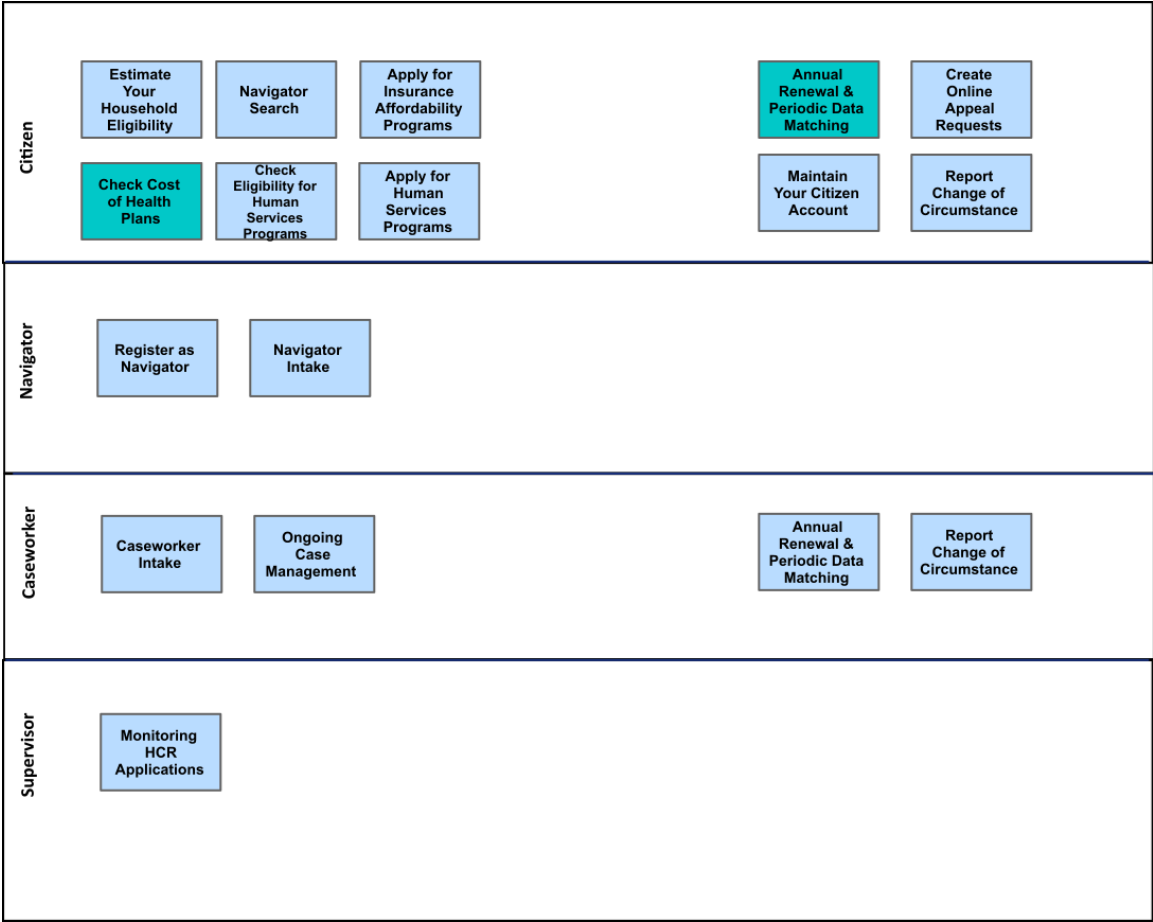 Citizen
Estimate
Your
Household
Eligibility
Navigator
Search
Apply for
Insurance
Affordability
Programs
Annual
Renewal &
Periodic Data
Matching
Create
Online
Appeal
Requests
Check Cost
of Health
Plans
Check
Eligibility for
Human
Services
Programs
Apply for
Human
Services
Programs
Maintain
Your Citizen
Account
Report
Change of
Circumstance
Navigator
Register as
Navigator
Navigator
Intake
Caseworker
Caseworker
Intake
Ongoing
Case
Management
Annual
Renewal &
Periodic Data
Matching
Report
Change of
Circumstance
Supervisor
Monitoring
HCR
Applications